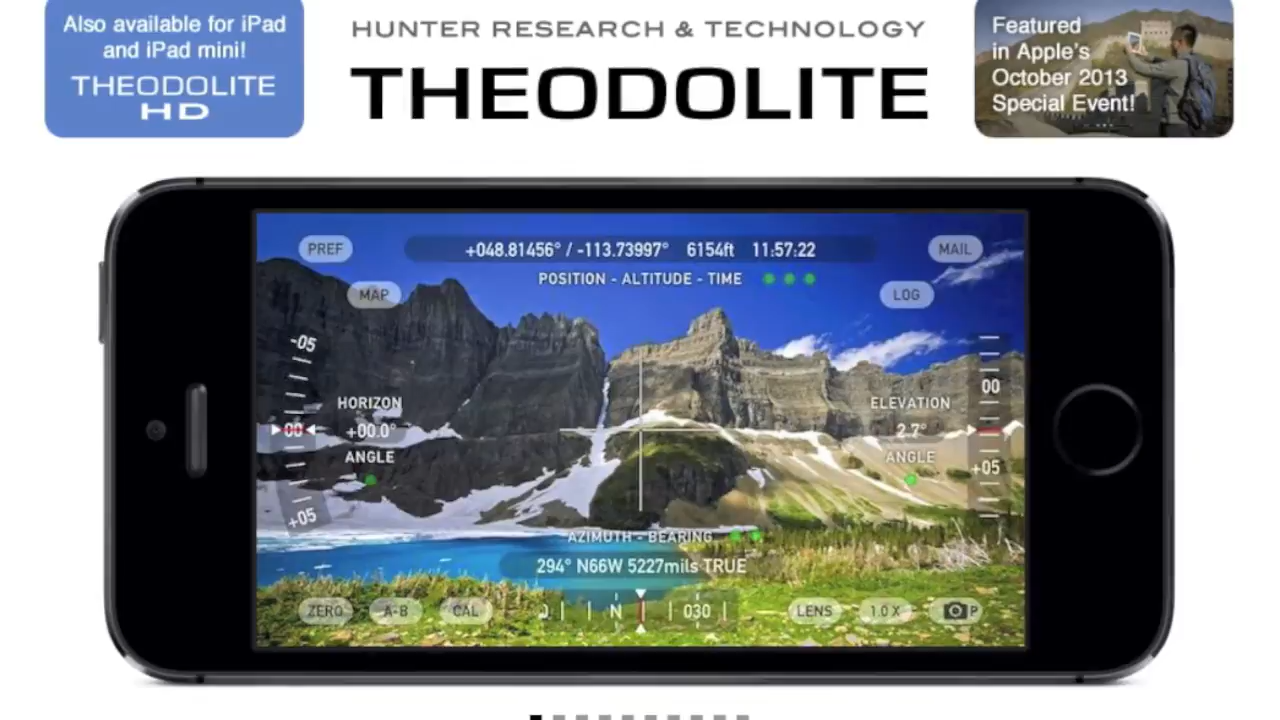 Also available for iPad
and iPad mini!
THEODOLITE
HD
HUNTER RESEARCH & TECHNOLOGY
THEODOLITE
Featured
in Apple's
October 2013
Special Event!
PREF
+048.81456° / -113.73997° 6154ft 11:57:22
MAIL
POSITION - ALTITUDE - TIME
MAP
LOG
-05
00
HORIZON
ELEVATION
00
+00.0°
2.7°
ANGLE
ANGLE
+05
+05
AZIMUTH - BEARING
294° N66W 5227mils TRUE
ZERO
A-B
CAL
N
030
LENS
1.0 X
P